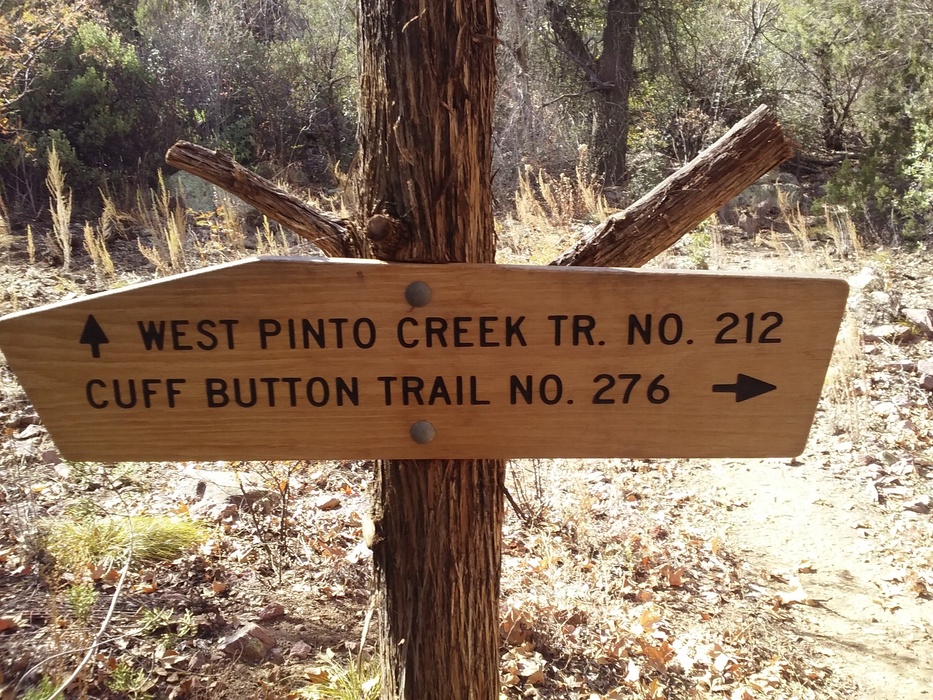 WEST PINTO CREEK TR. NO. 212
CUFF BUTTON TRAIL NO. 276